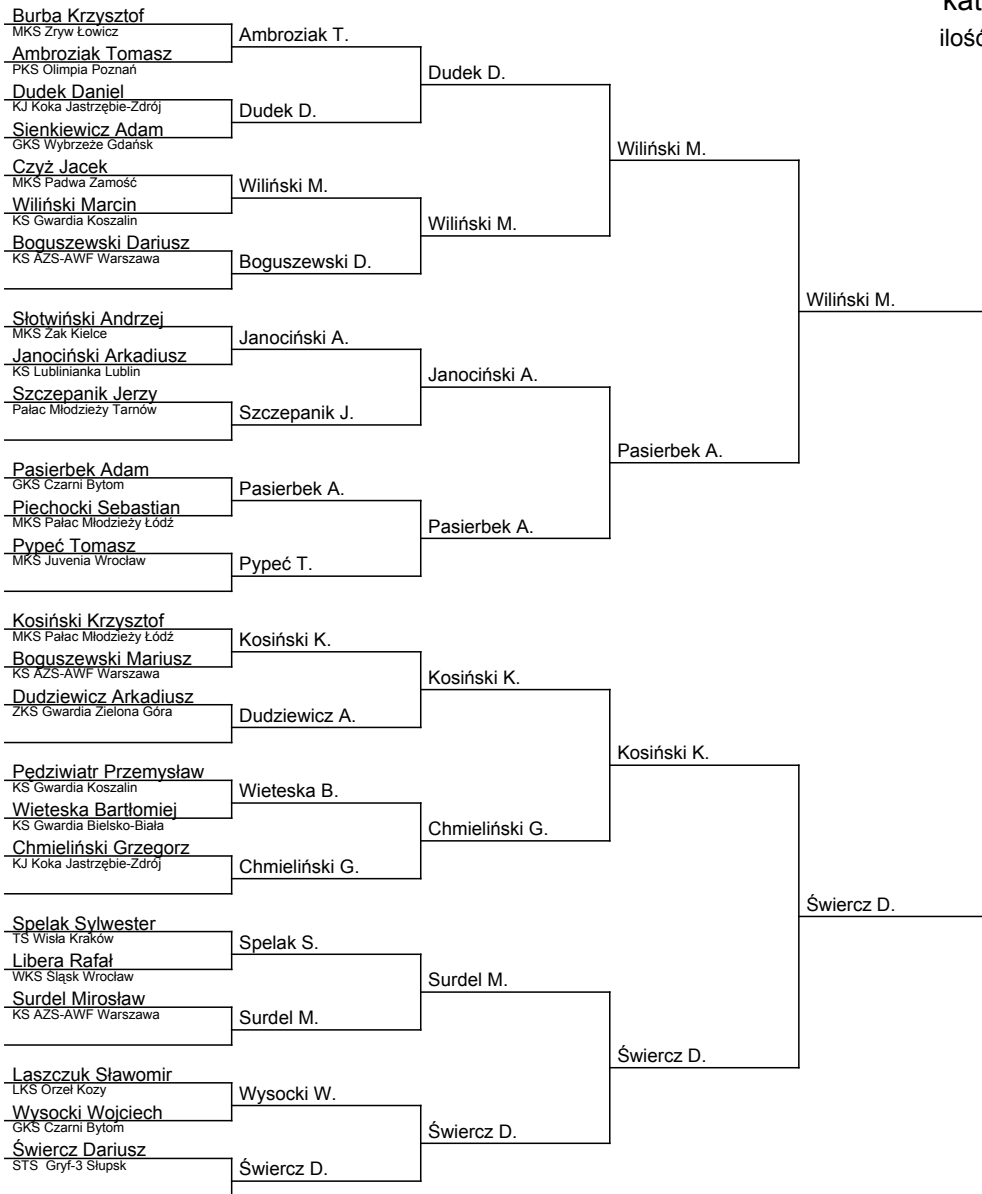 Burba Krzysztof
MKS Zryw Łowicz
Ambroziak Tomasz
PKS Olimpia Poznań
Dudek Daniel
KJ Koka Jastrzębie-Zdrój
Sienkiewicz Adam
GKS Wybrzeże Gdańsk
Czyż Jacek
MKS Padwa Zamość
Wiliński Marcin
KS Gwardia Koszalin
Boguszewski Dariusz
KS AZS-AWF Warszawa
Słotwiński Andrzej
MKS Żak Kielce
Janociński Arkadiusz
KS Lublinianka Lublin
Szczepanik Jerzy
Pałac Młodzieży Tarnów
Pasierbek Adam
GKS Czarni Bytom
Piechocki Sebastian
MKS Pałac Młodzieży Łódź
Pypeć Tomasz
MKS Juvenia Wrocław
Kosiński Krzysztof
MKS Pałac Młodzieży Łódź
Boguszewski Mariusz
KS AZS-AWF Warszawa
Dudziewicz Arkadiusz
ZKS Gwardia Zielona Góra
Pędziwiatr Przemysław
KS Gwardia Koszalin
Wieteska Bartłomiej
KS Gwardia Bielsko-Biała
Chmieliński Grzegorz
KJ Koka Jastrzębie-Zdrój
Spelak Sylwester
TS Wisła Kraków
Libera Rafał
WKS Śląsk Wrocław
Surdel Mirosław
KS AZS-AWF Warszawa
Laszczuk Sławomir
LKS Orzeł Kozy
Wysocki Wojciech
GKS Czarni Bytom
Świercz Dariusz
STS Gryf-3 Słupsk
Ambroziak T.
Dudek D.
Wiliński M.
Boguszewski D.
Janociński A.
Szczepanik J.
Pasierbek A.
Pypeć T.
Kosiński K.
Dudziewicz A.
Wieteska B.
Chmieliński G.
Spelak S.
Surdel M.
Wysocki W.
Świercz D.
Dudek D.
Wiliński M.
Janociński A.
Pasierbek A.
Kosiński K.
Chmieliński G.
Surdel M.
Świercz D.
Wiliński M.
Pasierbek A.
Kosiński K.
Świercz D.
Wiliński M.
Świercz D.
kat
ilość